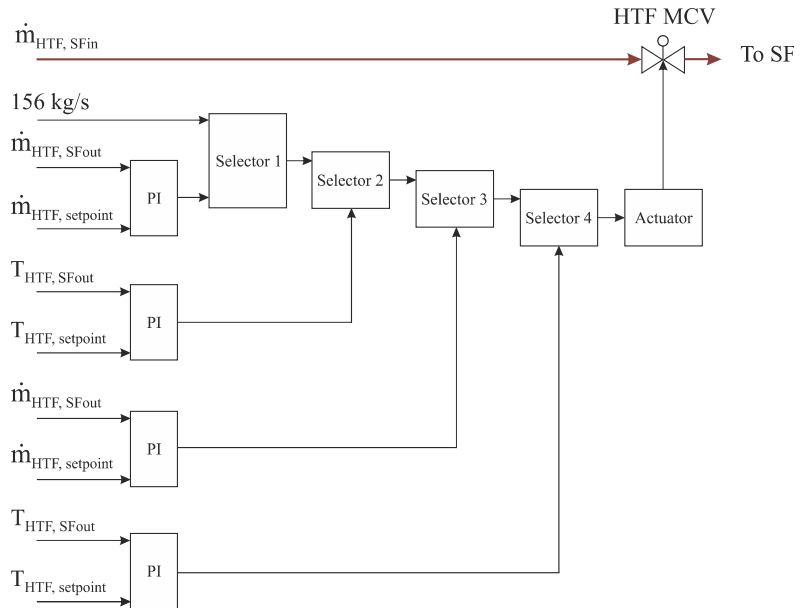 HTF MCV
ṁHTF, SFin
To SF
156 kg/s
ṁHTF, SFout
ṁHTF, setpoint
PI
Selector 1
Selector 2
Selector 3
Selector 4
Actuator
THTF, SFout
THTF, setpoint
PI
ṁHTF, SFout
ṁHTF, setpoint
PI
THTF, SFout
THTF, setpoint
PI